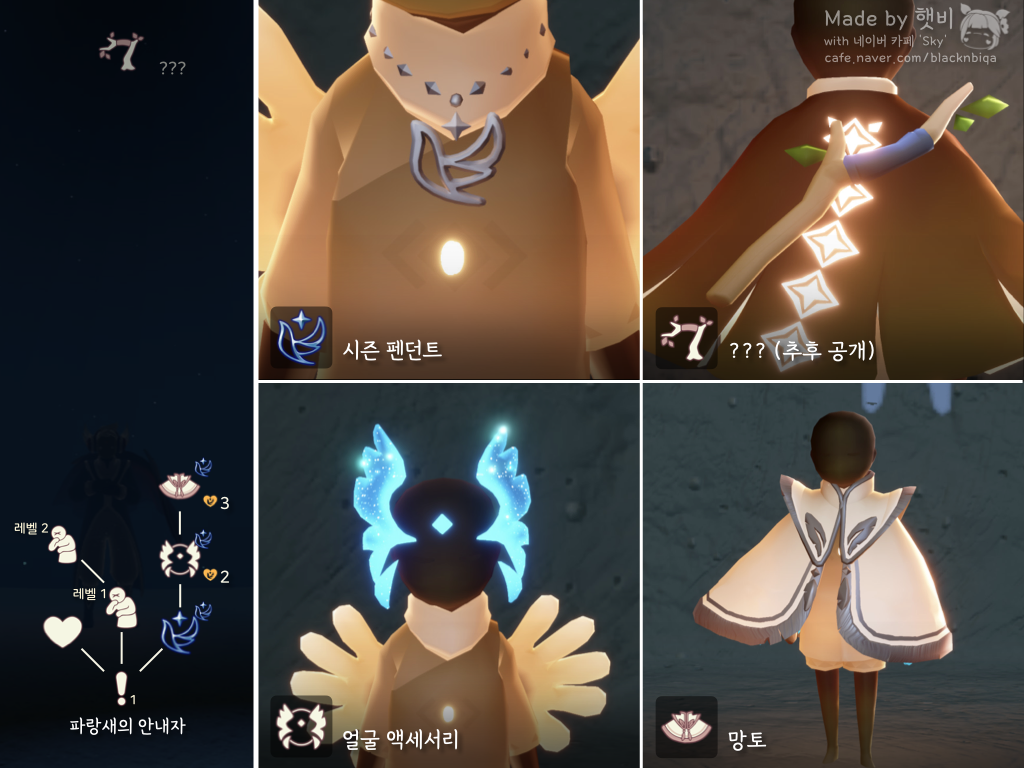 ???
레벨 2
레벨 1
3
2
1
파랑새의 안내자
시즌 펜던트
Made by 햇비
with 네이버 카페 'Sky'
cafe.naver.com/blacknbiqa
??? (추후 공개)
얼굴 액세서리
망토